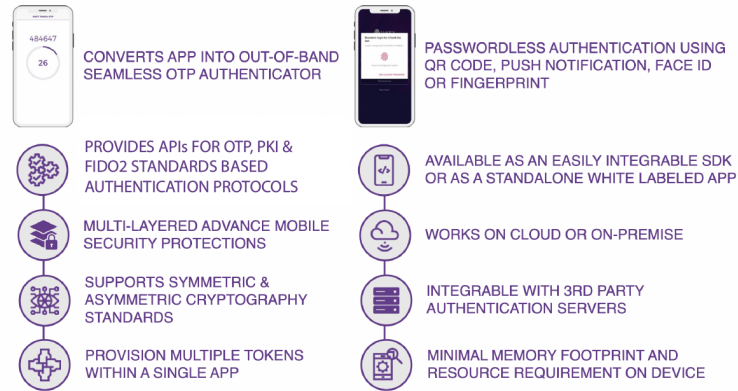 484647
26
CONVERTS APP INTO OUT-OF-BAND
SEAMLESS OTP AUTHENTICATOR
PROVIDES APIs FOR OTP, PKI &
FIDO2 STANDARDS BASED
AUTHENTICATION PROTOCOLS
MULTI-LAYERED ADVANCE MOBILE
SECURITY PROTECTIONS
SUPPORTS SYMMETRIC &
ASYMMETRIC CRYPTOGRAPHY
STANDARDS
PROVISION MULTIPLE TOKENS
WITHIN A SINGLE APP
PASSWORDLESS AUTHENTICATION USING
QR CODE, PUSH NOTIFICATION, FACE ID
OR FINGERPRINT
</>
AVAILABLE AS AN EASILY INTEGRABLE SDK
OR AS A STANDALONE WHITE LABELED APP
WORKS ON CLOUD OR ON-PREMISE
INTEGRABLE WITH 3RD PARTY
AUTHENTICATION SERVERS
MINIMAL MEMORY FOOTPRINT AND
RESOURCE REQUIREMENT ON DEVICE